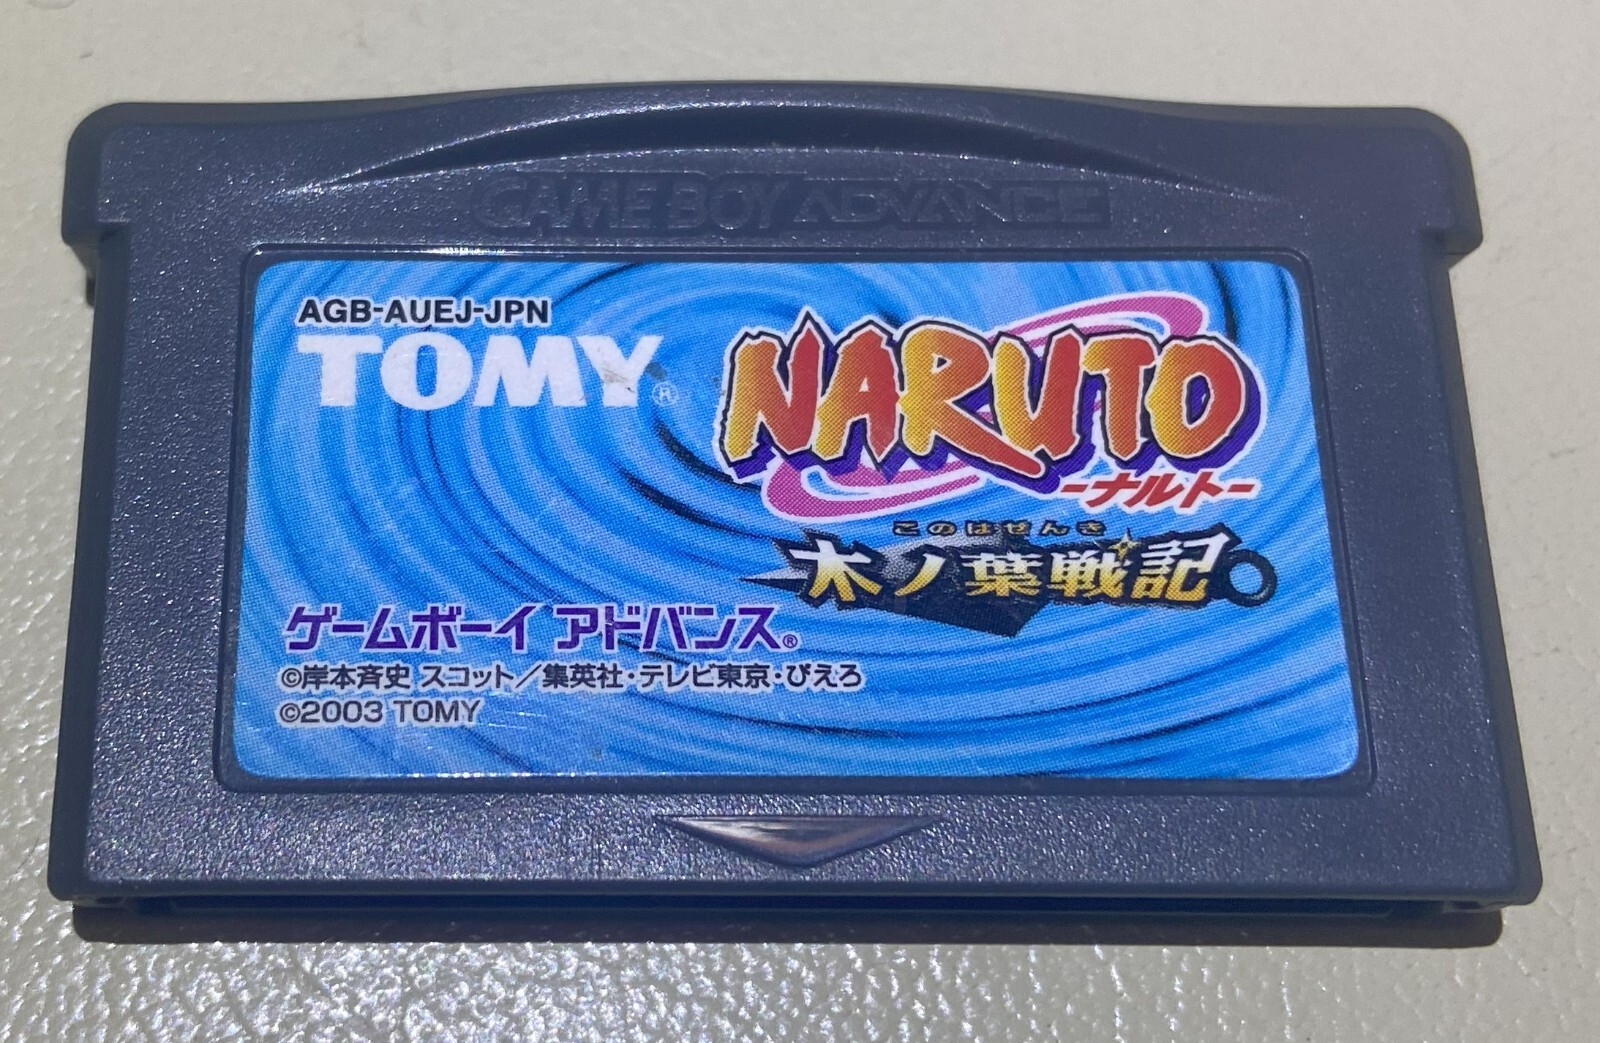 GAME BOY ADVANCE
AGB-AUEJ-JPN
TOMY®
NARUTO
-ナルト-
このはぜんき
木ノ葉戦記
ゲームボーイ アドバンス®
©岸本斉史 スコット／集英社・テレビ東京・ぴえろ
©2003 TOMY